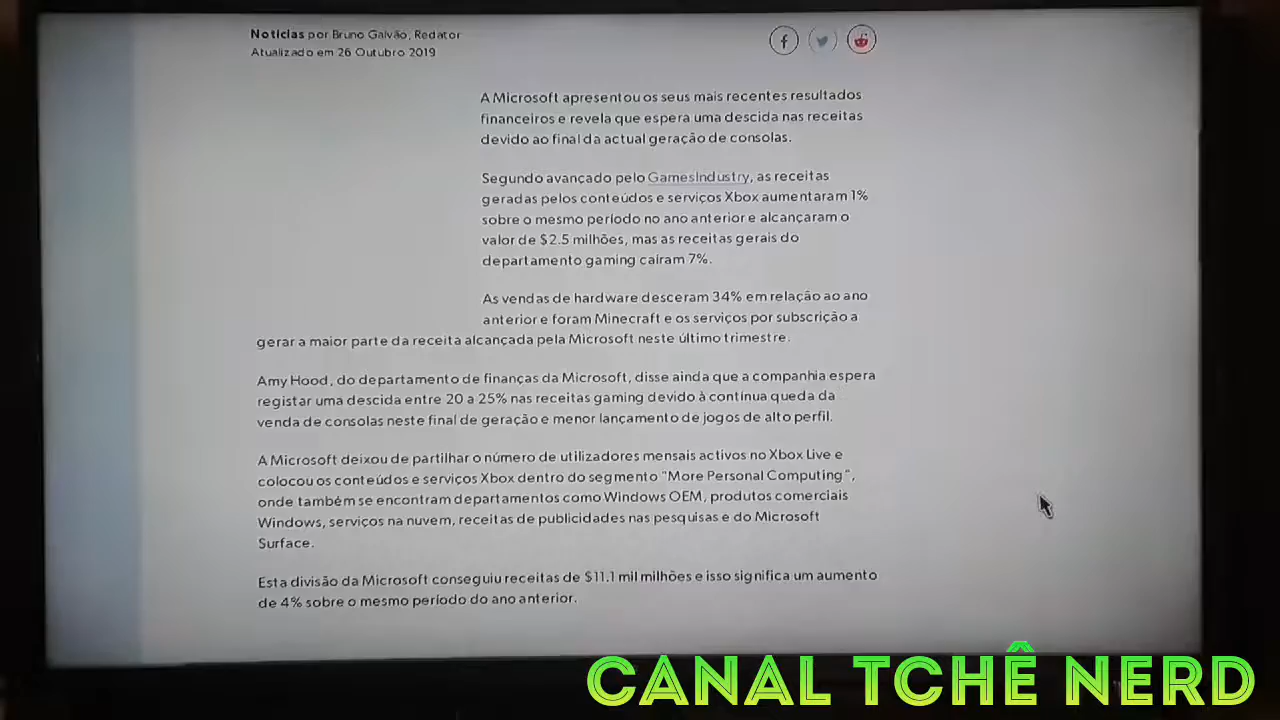 Notícias por Bruno Galvão, Redator
Atualizado em 26 Outubro 2019
A Microsoft apresentou os seus mais recentes resultados
financeiros e revela que espera uma descida nas receitas
devido ao final da actual geração de consolas.
Segundo avançado pelo GamesIndustry, as receitas
geradas pelos conteúdos e serviços Xbox aumentaram 1%
sobre o mesmo período no ano anterior e alcançaram o
valor de $2.5 milhões, mas as receitas gerais do
departamento gaming caíram 7%.
As vendas de hardware desceram 34% em relação ao ano
anterior e foram Minecraft e os serviços por subscrição a
gerar a maior parte da receita alcançada pela Microsoft neste último trimestre.
Amy Hood, do departamento de finanças da Microsoft, disse ainda que a companhia espera
registar uma descida entre 20 a 25% nas receitas gaming devido à contínua queda da
venda de consolas neste final de geração e menor lançamento de jogos de alto perfil.
A Microsoft deixou de partilhar o número de utilizadores mensais activos no Xbox Live e
colocou os conteúdos e serviços Xbox dentro do segmento "More Personal Computing",
onde também se encontram departamentos como Windows OEM, produtos comerciais
Windows, serviços na nuvem, receitas de publicidades nas pesquisas e do Microsoft
Surface.
Esta divisão da Microsoft conseguiu receitas de $11.1 mil milhões e isso significa um aumento
de 4% sobre o mesmo período do ano anterior.
CANAL TCHÊ NERD